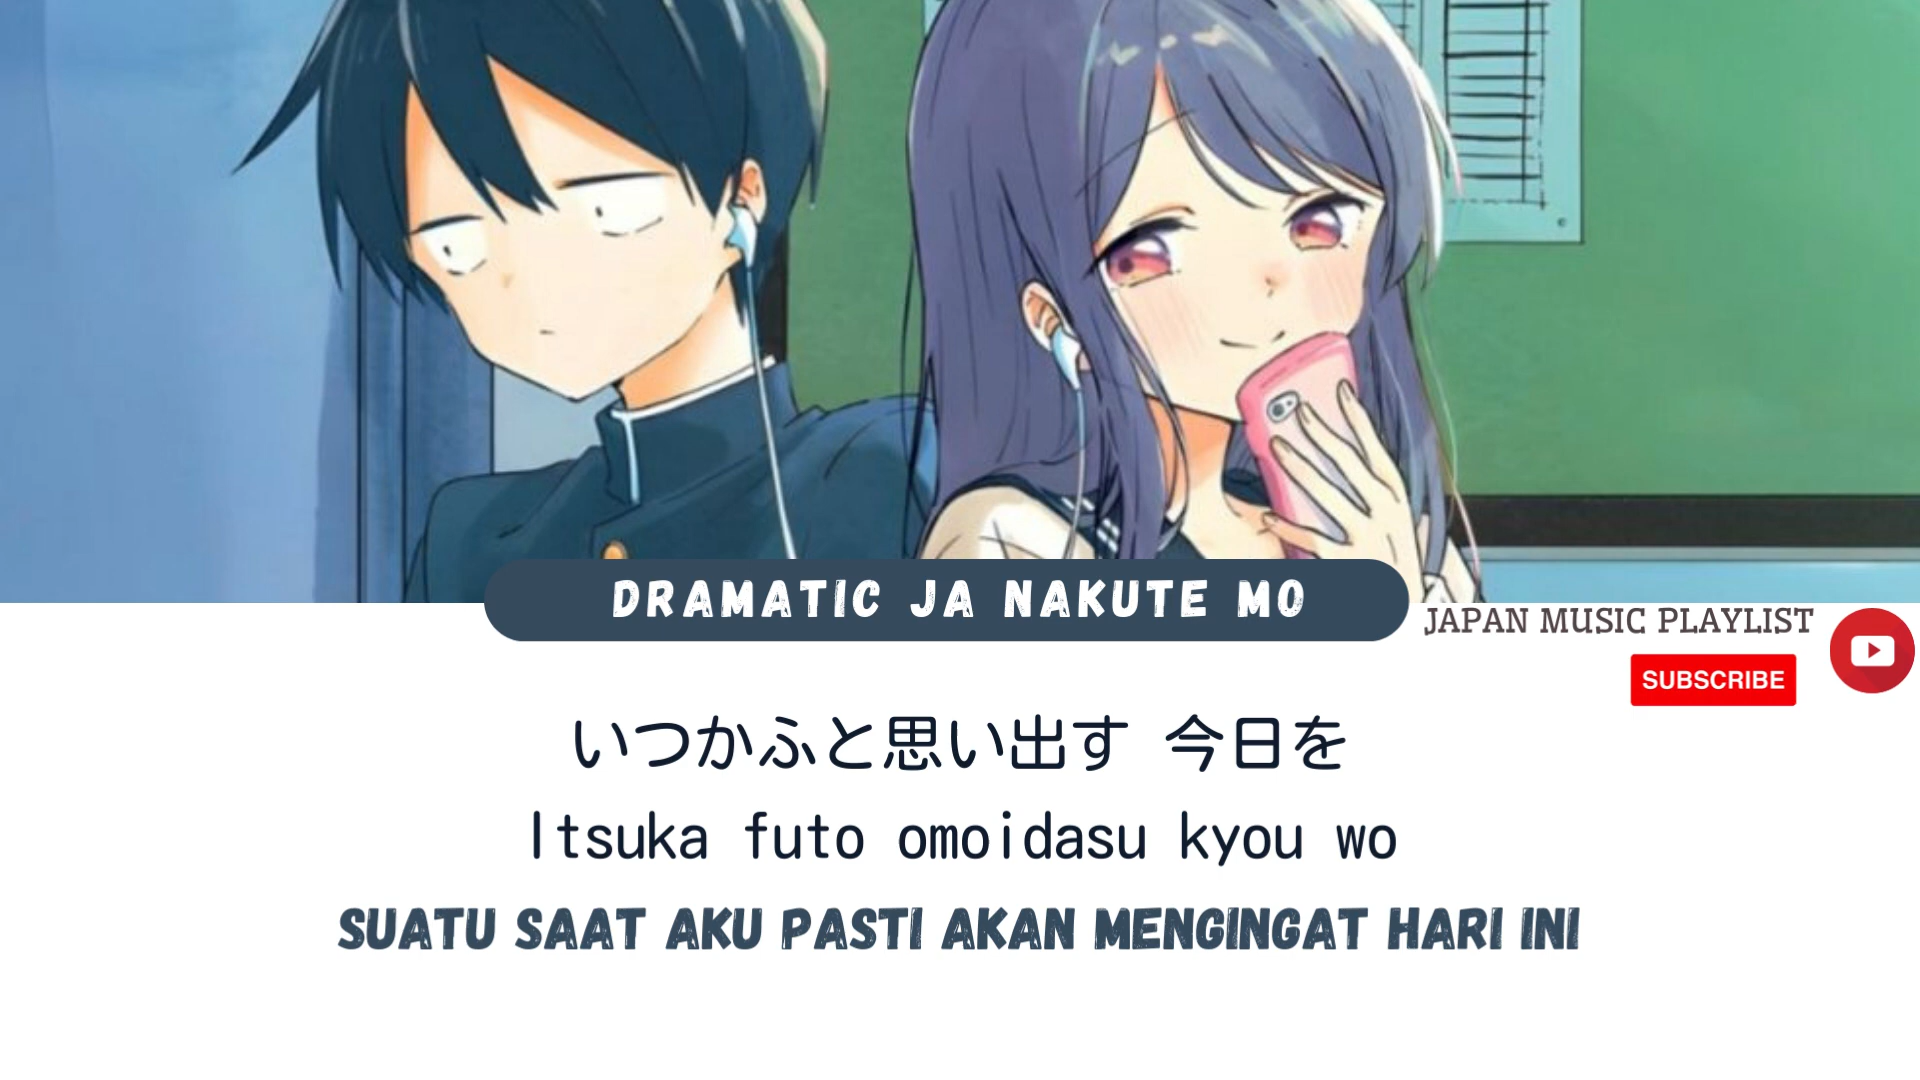 DRAMATIC JA NAKUTE MO
JAPAN MUSIC PLAYLIST
SUBSCRIBE
いつかふと思い出す 今日を
Itsuka futo omoidasu kyou wo
SUATU SAAT AKU PASTI AKAN MENGINGAT HARI INI